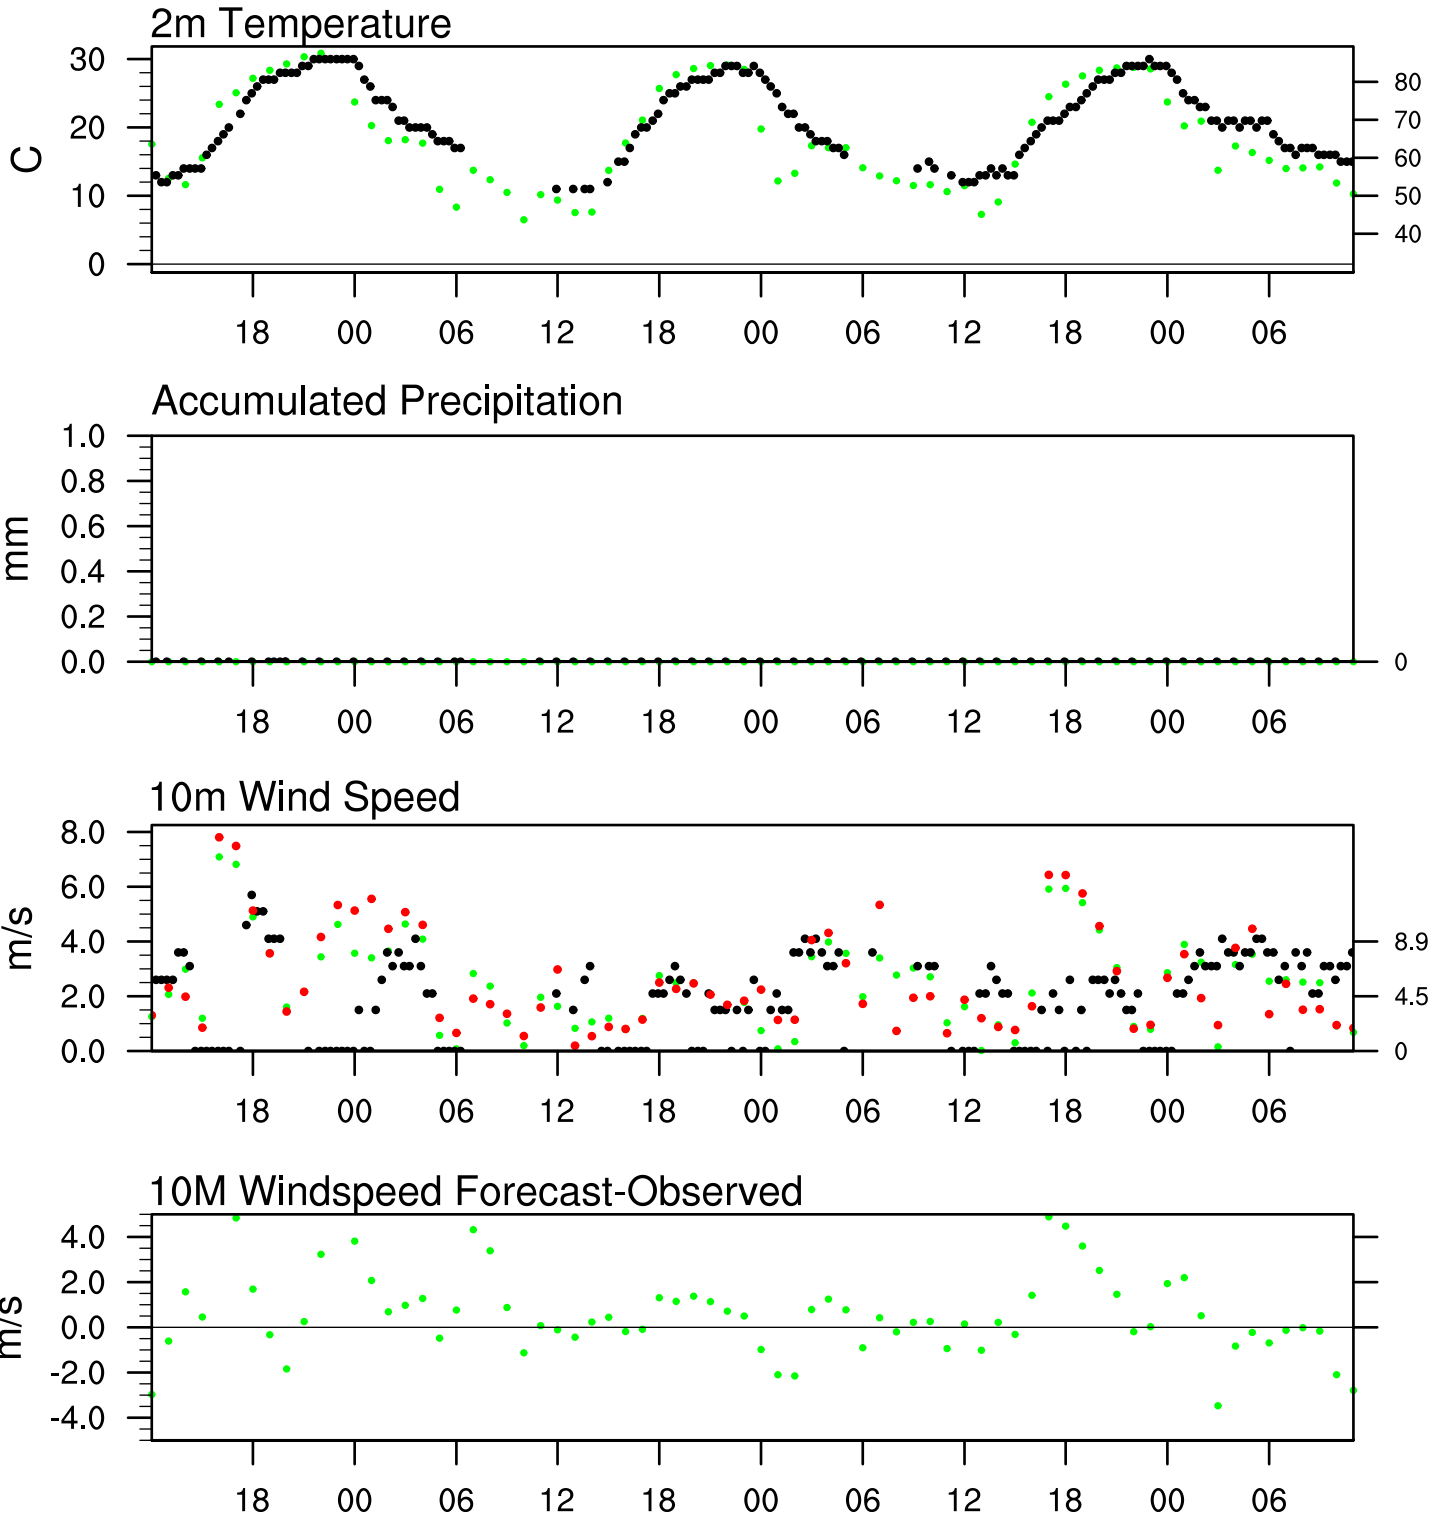 2m Temperature
30
20
10
0
C
80
70
60
50
40
18 00 06 12 18 00 06 12 18 00 06
Accumulated Precipitation
1.0
0.8
0.6
0.4
0.2
0.0
mm
0
18 00 06 12 18 00 06 12 18 00 06
10m Wind Speed
8.0
6.0
4.0
2.0
0.0
m/s
8.9
4.5
0
18 00 06 12 18 00 06 12 18 00 06
10M Windspeed Forecast-Observed
4.0
2.0
0.0
-2.0
-4.0
m/s
18 00 06 12 18 00 06 12 18 00 06